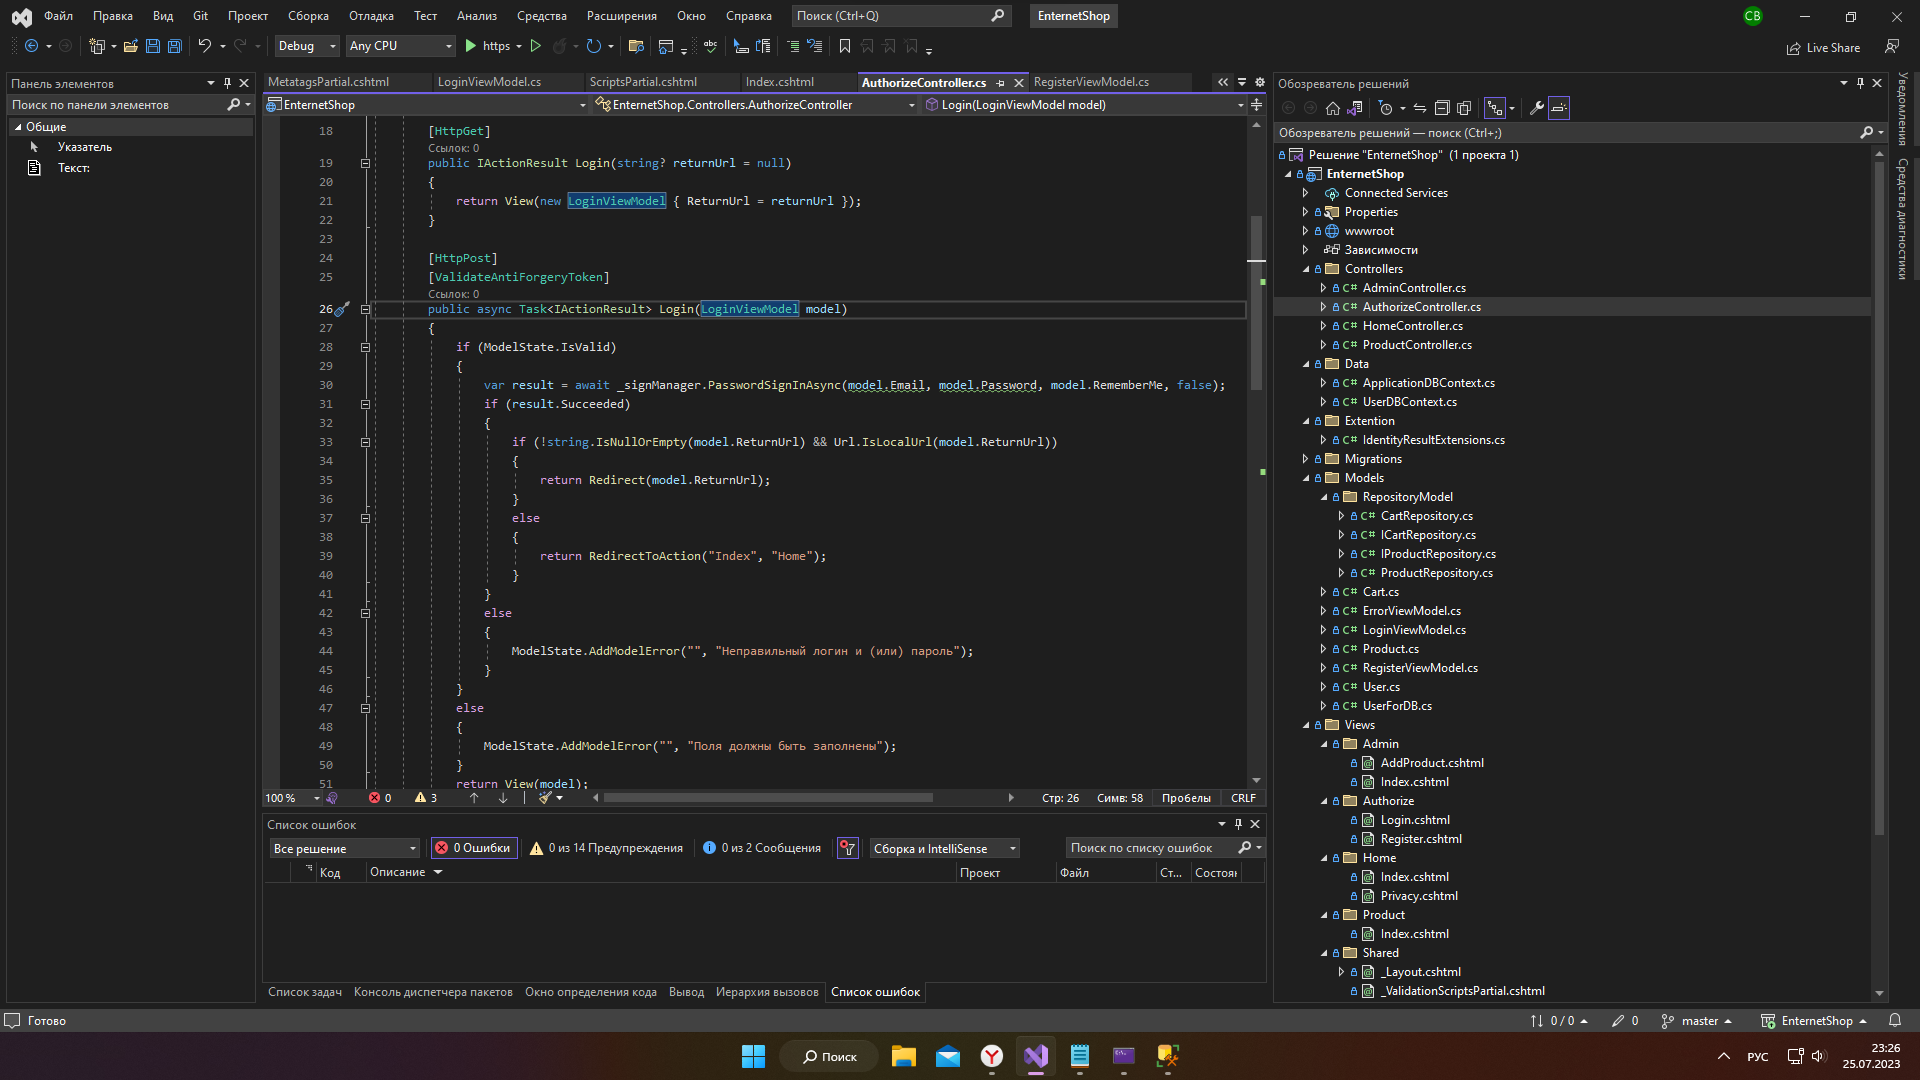 Файл Правка Вид Git Проект Сборка Отладка Тест Анализ Средства Расширения Окно Справка Поиск (Ctrl+Q) EnternetShop CB
Debug Any CPU https Live Share
Панель элементов
Поиск по панели элементов
Общие
Указатель
Текст:
MetatagsPartial.cshtml LoginViewModel.cs ScriptsPartial.cshtml Index.cshtml AuthorizeController.cs RegisterViewModel.cs
EnternetShop EnternetShop.Controllers.AuthorizeController Login(LoginViewModel model)
18 [HttpGet]
Ссылок: 0
19 public IActionResult Login(string? returnUrl = null)
20 {
21 return View(new LoginViewModel { ReturnUrl = returnUrl });
22 }
23
24 [HttpPost]
25 [ValidateAntiForgeryToken]
Ссылок: 0
26 public async Task<IActionResult> Login(LoginViewModel model)
27 {
28 if (ModelState.IsValid)
29 {
30 var result = await _signManager.PasswordSignInAsync(model.Email, model.Password, model.RememberMe, false);
31 if (result.Succeeded)
32 {
33 if (!string.IsNullOrEmpty(model.ReturnUrl) && Url.IsLocalUrl(model.ReturnUrl))
34 {
35 return Redirect(model.ReturnUrl);
36 }
37 else
38 {
39 return RedirectToAction("Index", "Home");
40 }
41 }
42 else
43 {
44 ModelState.AddModelError("", "Неправильный логин и (или) пароль");
45 }
46 }
47 else
48 {
49 ModelState.AddModelError("", "Поля должны быть заполнены");
50 }
51 return View(model);
100 % 0 3 Стр: 26 Симв: 58 Пробелы CRLF
Список ошибок
Все решение 0 Ошибки 0 из 14 Предупреждения 0 из 2 Сообщения Сборка и IntelliSense Поиск по списку ошибок
Код Описание Проект Файл Ст... Состоян
Список задач Консоль диспетчера пакетов Окно определения кода Вывод Иерархия вызовов Список ошибок
Обозреватель решений
Обозреватель решений — поиск (Ctrl+;)
Решение "EnternetShop" (1 проекта 1)
EnternetShop
Connected Services
Properties
wwwroot
Зависимости
Controllers
C# AdminController.cs
C# AuthorizeController.cs
C# HomeController.cs
C# ProductController.cs
Data
C# ApplicationDBContext.cs
C# UserDBContext.cs
Extention
C# IdentityResultExtensions.cs
Migrations
Models
RepositoryModel
C# CartRepository.cs
C# ICartRepository.cs
C# IProductRepository.cs
C# ProductRepository.cs
C# Cart.cs
C# ErrorViewModel.cs
C# LoginViewModel.cs
C# Product.cs
C# RegisterViewModel.cs
C# User.cs
C# UserForDB.cs
Views
Admin
AddProduct.cshtml
Index.cshtml
Authorize
Login.cshtml
Register.cshtml
Home
Index.cshtml
Privacy.cshtml
Product
Index.cshtml
Shared
_Layout.cshtml
_ValidationScriptsPartial.cshtml
Уведомления
Средства диагностики
Готово 0 / 0 0 master EnternetShop
Поиск РУС 23:26
25.07.2023